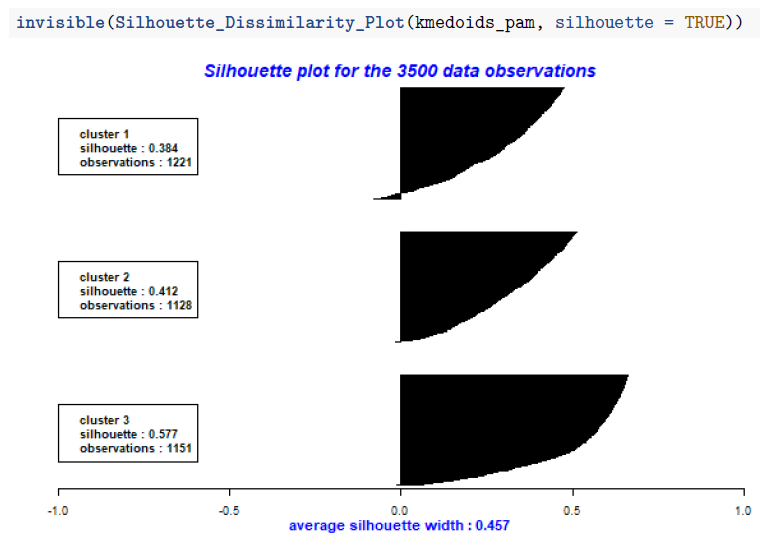 invisible(Silhouette_Dissimilarity_Plot(kmedoids_pam, silhouette = TRUE))
Silhouette plot for the 3500 data observations
cluster 1
silhouette : 0.384
observations : 1221
cluster 2
silhouette : 0.412
observations : 1128
cluster 3
silhouette : 0.577
observations : 1151
-1.0 -0.5 0.0 0.5 1.0
average silhouette width : 0.457